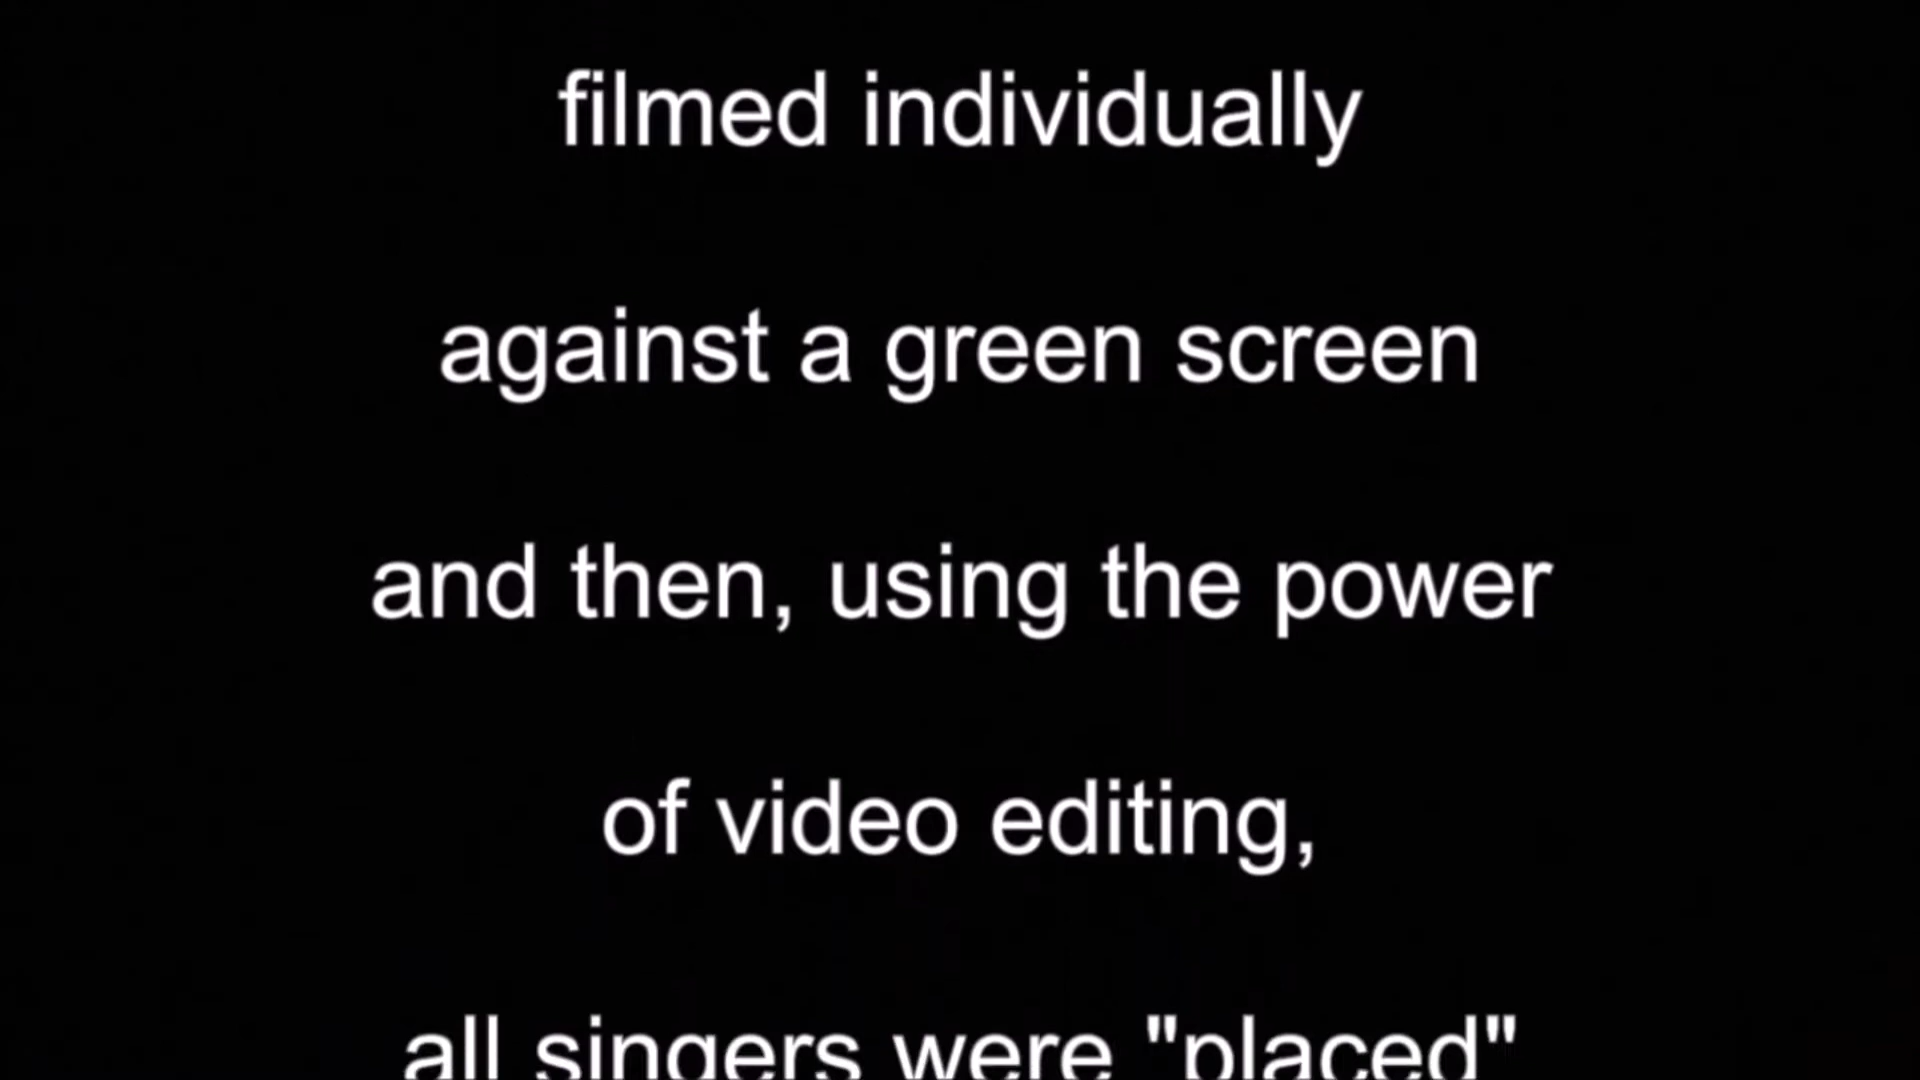 filmed individually
against a green screen
and then, using the power
of video editing,
all singers were "placed"